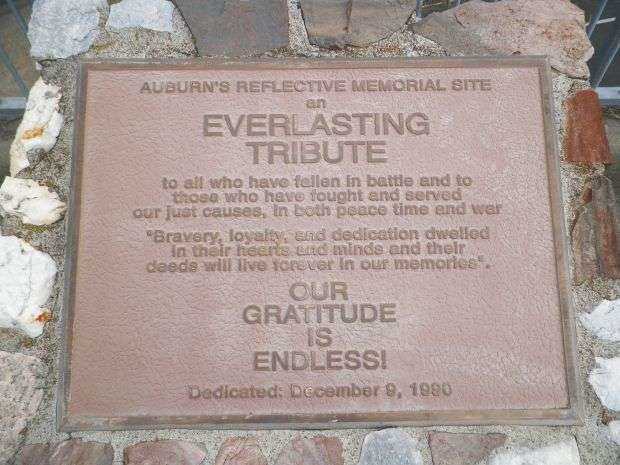 AUBURN'S REFLECTIVE MEMORIAL SITE
an
EVERLASTING
TRIBUTE
to all who have fallen in battle and to
those who have fought and served
our just causes, in both peace time and war
"Bravery, loyalty, and dedication dwelled
in their hearts and minds and their
deeds will live forever in our memories".
OUR
GRATITUDE
IS
ENDLESS!
Dedicated: December 9, 1990